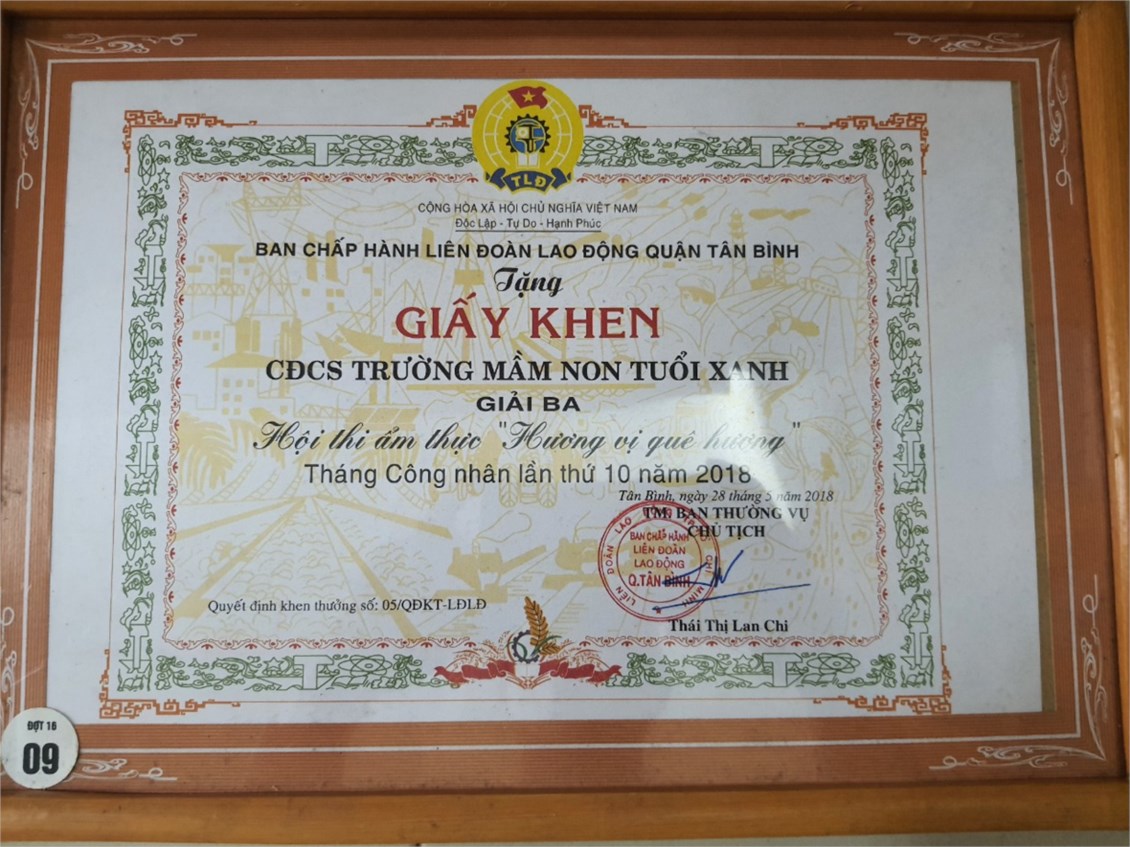 TLĐ
CỘNG HÒA XÃ HỘI CHỦ NGHĨA VIỆT NAM
Độc Lập - Tự Do - Hạnh Phúc
BAN CHẤP HÀNH LIÊN ĐOÀN LAO ĐỘNG QUẬN TÂN BÌNH
Tặng
GIẤY KHEN
CĐCS TRƯỜNG MẦM NON TUỔI XANH
GIẢI BA
Hội thi ẩm thực "Hương vị quê hương"
Tháng Công nhân lần thứ 10 năm 2018
Tân Bình, ngày 28 tháng 5 năm 2018
TM. BAN THƯỜNG VỤ
CHỦ TỊCH
BAN CHẤP HÀNH
LIÊN ĐOÀN
LAO ĐỘNG
Q.TÂN BÌNH
Quyết định khen thưởng số: 05/QĐKT-LĐLĐ
Thái Thị Lan Chi
ĐỢT 16
09